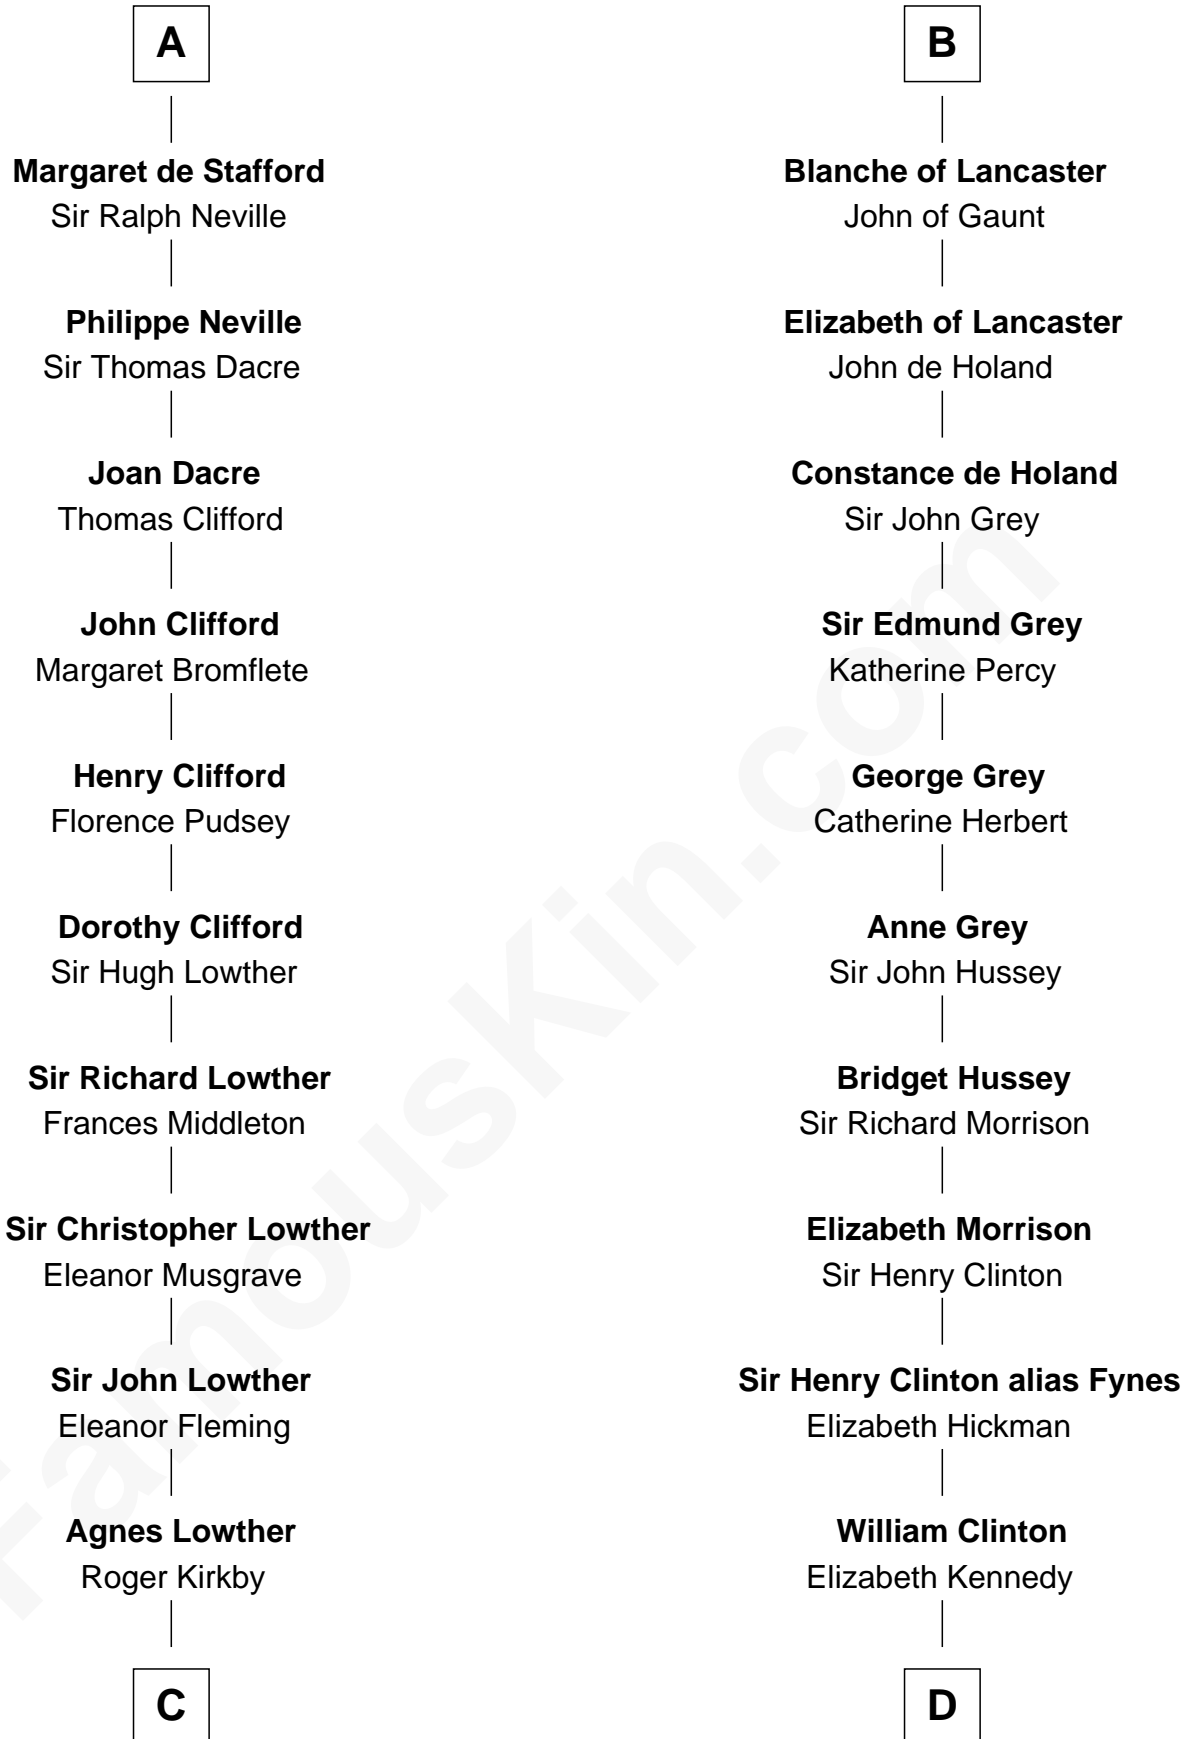 A
Margaret de Stafford
Sir Ralph Neville
Philippe Neville
Sir Thomas Dacre
Joan Dacre
Thomas Clifford
John Clifford
Margaret Bromflete
Henry Clifford
Florence Pudsey
Dorothy Clifford
Sir Hugh Lowther
Sir Richard Lowther
Frances Middleton
Sir Christopher Lowther
Eleanor Musgrave
Sir John Lowther
Eleanor Fleming
Agnes Lowther
Roger Kirkby
C
B
Blanche of Lancaster
John of Gaunt
Elizabeth of Lancaster
John de Holand
Constance de Holand
Sir John Grey
Sir Edmund Grey
Katherine Percy
George Grey
Catherine Herbert
Anne Grey
Sir John Hussey
Bridget Hussey
Sir Richard Morrison
Elizabeth Morrison
Sir Henry Clinton
Sir Henry Clinton alias Fynes
Elizabeth Hickman
William Clinton
Elizabeth Kennedy
D
FamousKin.com